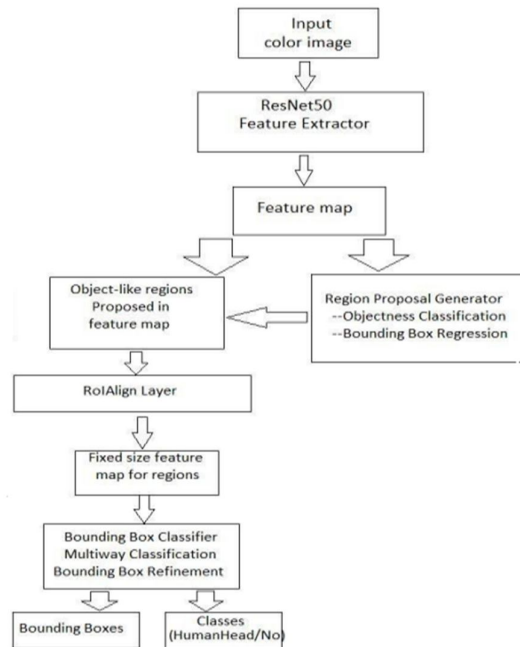 Input
color image
ResNet50
Feature Extractor
Feature map
Object-like regions
Proposed in
feature map
Region Proposal Generator
--Objectness Classification
--Bounding Box Regression
RoIAlign Layer
Fixed size feature
map for regions
Bounding Box Classifier
Multiway Classification
Bounding Box Refinement
Bounding Boxes
Classes
(HumanHead/No)